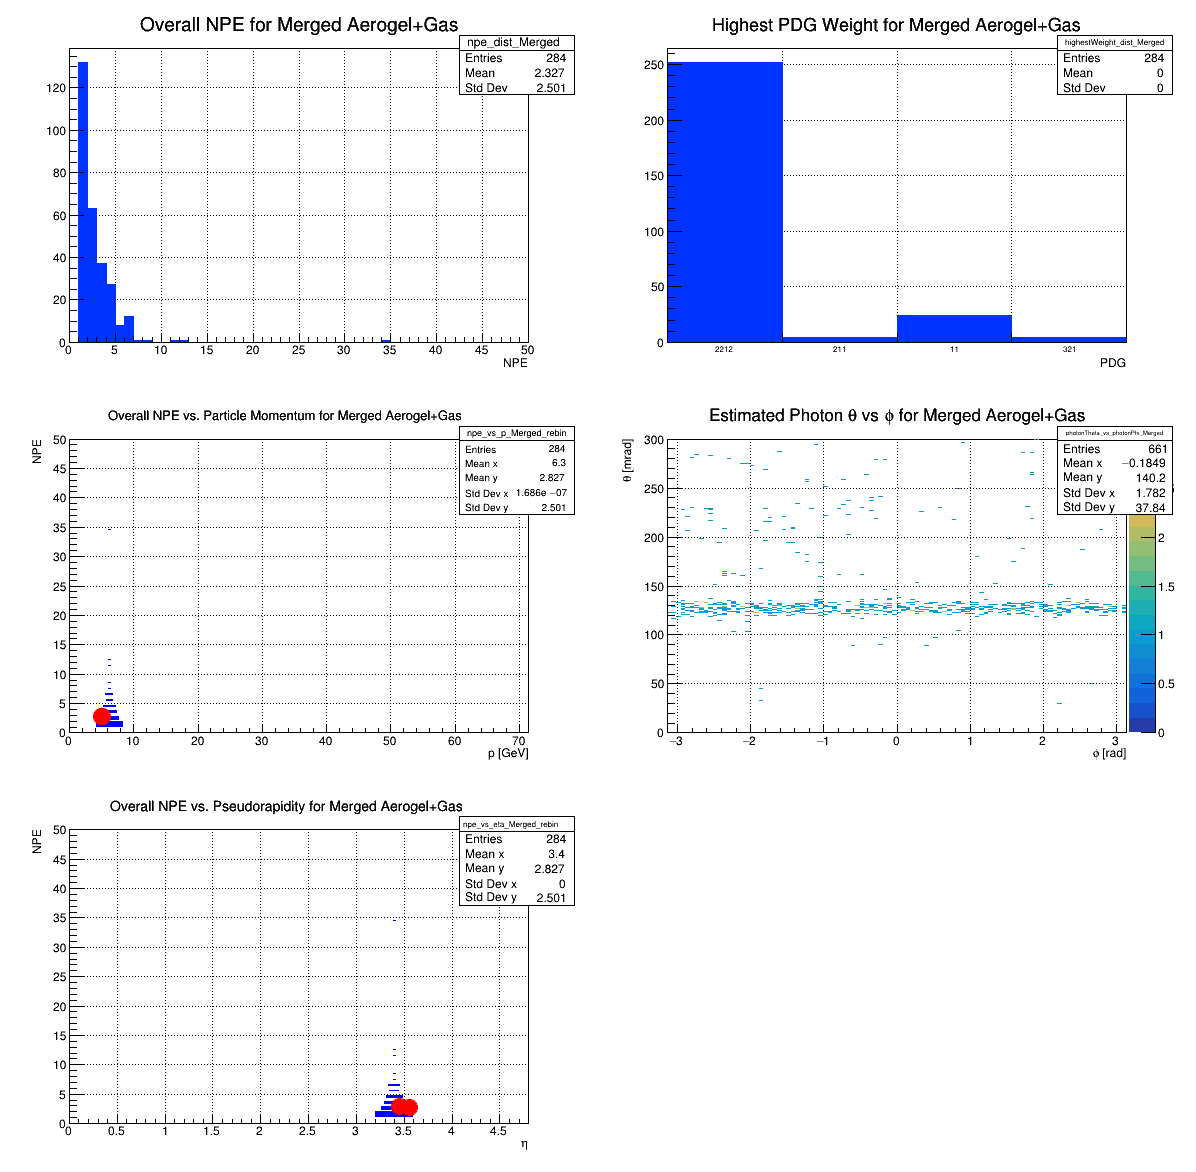 Overall NPE for Merged Aerogel+Gas
npe_dist_Merged
Entries 284
Mean 2.327
Std Dev 2.501
120
100
80
60
40
20
0
0 5 10 15 20 25 30 35 40 45 50
NPE
Highest PDG Weight for Merged Aerogel+Gas
highestWeight_dist_Merged
Entries 284
Mean 0
Std Dev 0
250
200
150
100
50
0
2212 211 11 321
PDG
Overall NPE vs. Particle Momentum for Merged Aerogel+Gas
npe_vs_p_Merged_rebin
Entries 284
Mean x 6.3
Mean y 2.827
Std Dev x 1.686e −07
Std Dev y 2.501
NPE
50
45
40
35
30
25
20
15
10
5
0
0 10 20 30 40 50 60 70
p [GeV]
Estimated Photon θ vs ϕ for Merged Aerogel+Gas
photonTheta_vs_photonPhi_Merged
Entries 661
Mean x −0.1849
Mean y 140.2
Std Dev x 1.782
Std Dev y 37.84
θ [mrad]
300
250
200
150
100
50
0
−3 −2 −1 0 1 2 3
ϕ [rad]
2
1.5
1
0.5
0
Overall NPE vs. Pseudorapidity for Merged Aerogel+Gas
npe_vs_eta_Merged_rebin
Entries 284
Mean x 3.4
Mean y 2.827
Std Dev x 0
Std Dev y 2.501
NPE
50
45
40
35
30
25
20
15
10
5
0
0 0.5 1 1.5 2 2.5 3 3.5 4 4.5
η